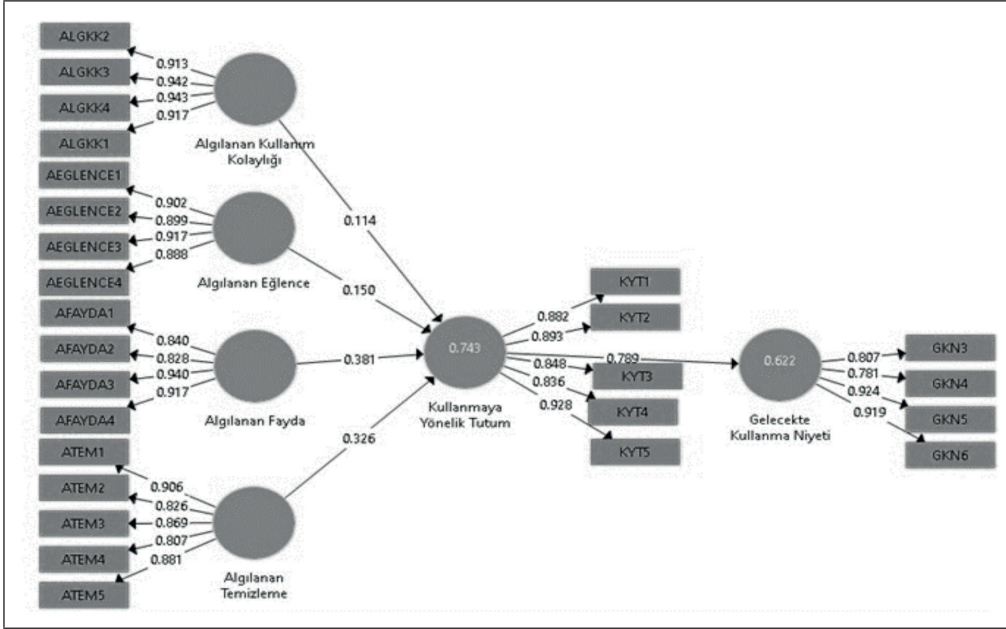 ALGKK2
ALGKK3
ALGKK4
ALGKK1
0.913
0.942
0.943
0.917
Algılanan Kullanım
Kolaylığı
AEGLENCE1
AEGLENCE2
AEGLENCE3
AEGLENCE4
0.902
0.899
0.917
0.888
Algılanan Eğlence
AFAYDA1
AFAYDA2
AFAYDA3
AFAYDA4
0.840
0.828
0.940
0.917
Algılanan Fayda
ATEM1
ATEM2
ATEM3
ATEM4
ATEM5
0.906
0.826
0.869
0.807
0.881
Algılanan
Temizleme
0.114
0.150
0.381
0.326
0.743
Kullanmaya
Yönelik Tutum
0.882
0.893
0.848
0.836
0.928
KYT1
KYT2
KYT3
KYT4
KYT5
0.789
0.622
Gelecekte
Kullanma Niyeti
0.807
0.781
0.924
0.919
GKN3
GKN4
GKN5
GKN6